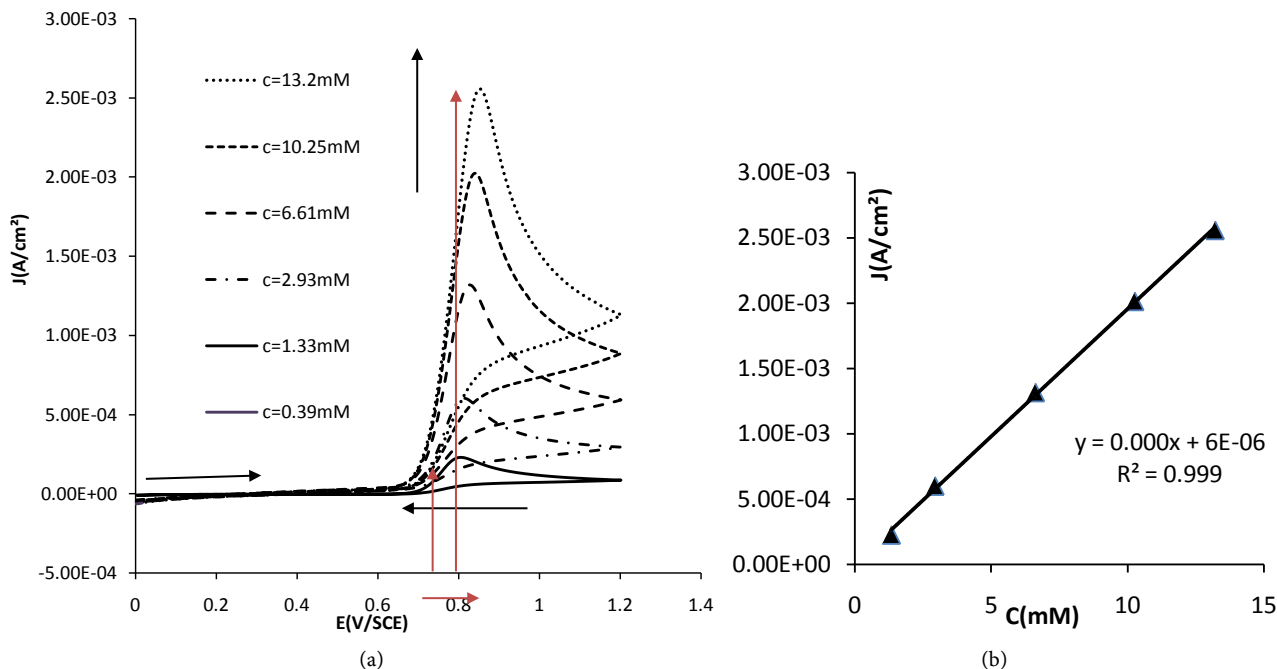 3.00E-03
2.50E-03
2.00E-03
1.50E-03
1.00E-03
5.00E-04
0.00E+00
-5.00E-04
J(A/cm²)
c=13.2mM
c=10.25mM
c=6.61mM
c=2.93mM
c=1.33mM
c=0.39mM
0 0.2 0.4 0.6 0.8 1 1.2 1.4
E(V/SCE)
(a)
3.00E-03
2.50E-03
2.00E-03
1.50E-03
1.00E-03
5.00E-04
0.00E+00
J(A/cm²)
y = 0.000x + 6E-06
R² = 0.999
0 5 10 15
C(mM)
(b)